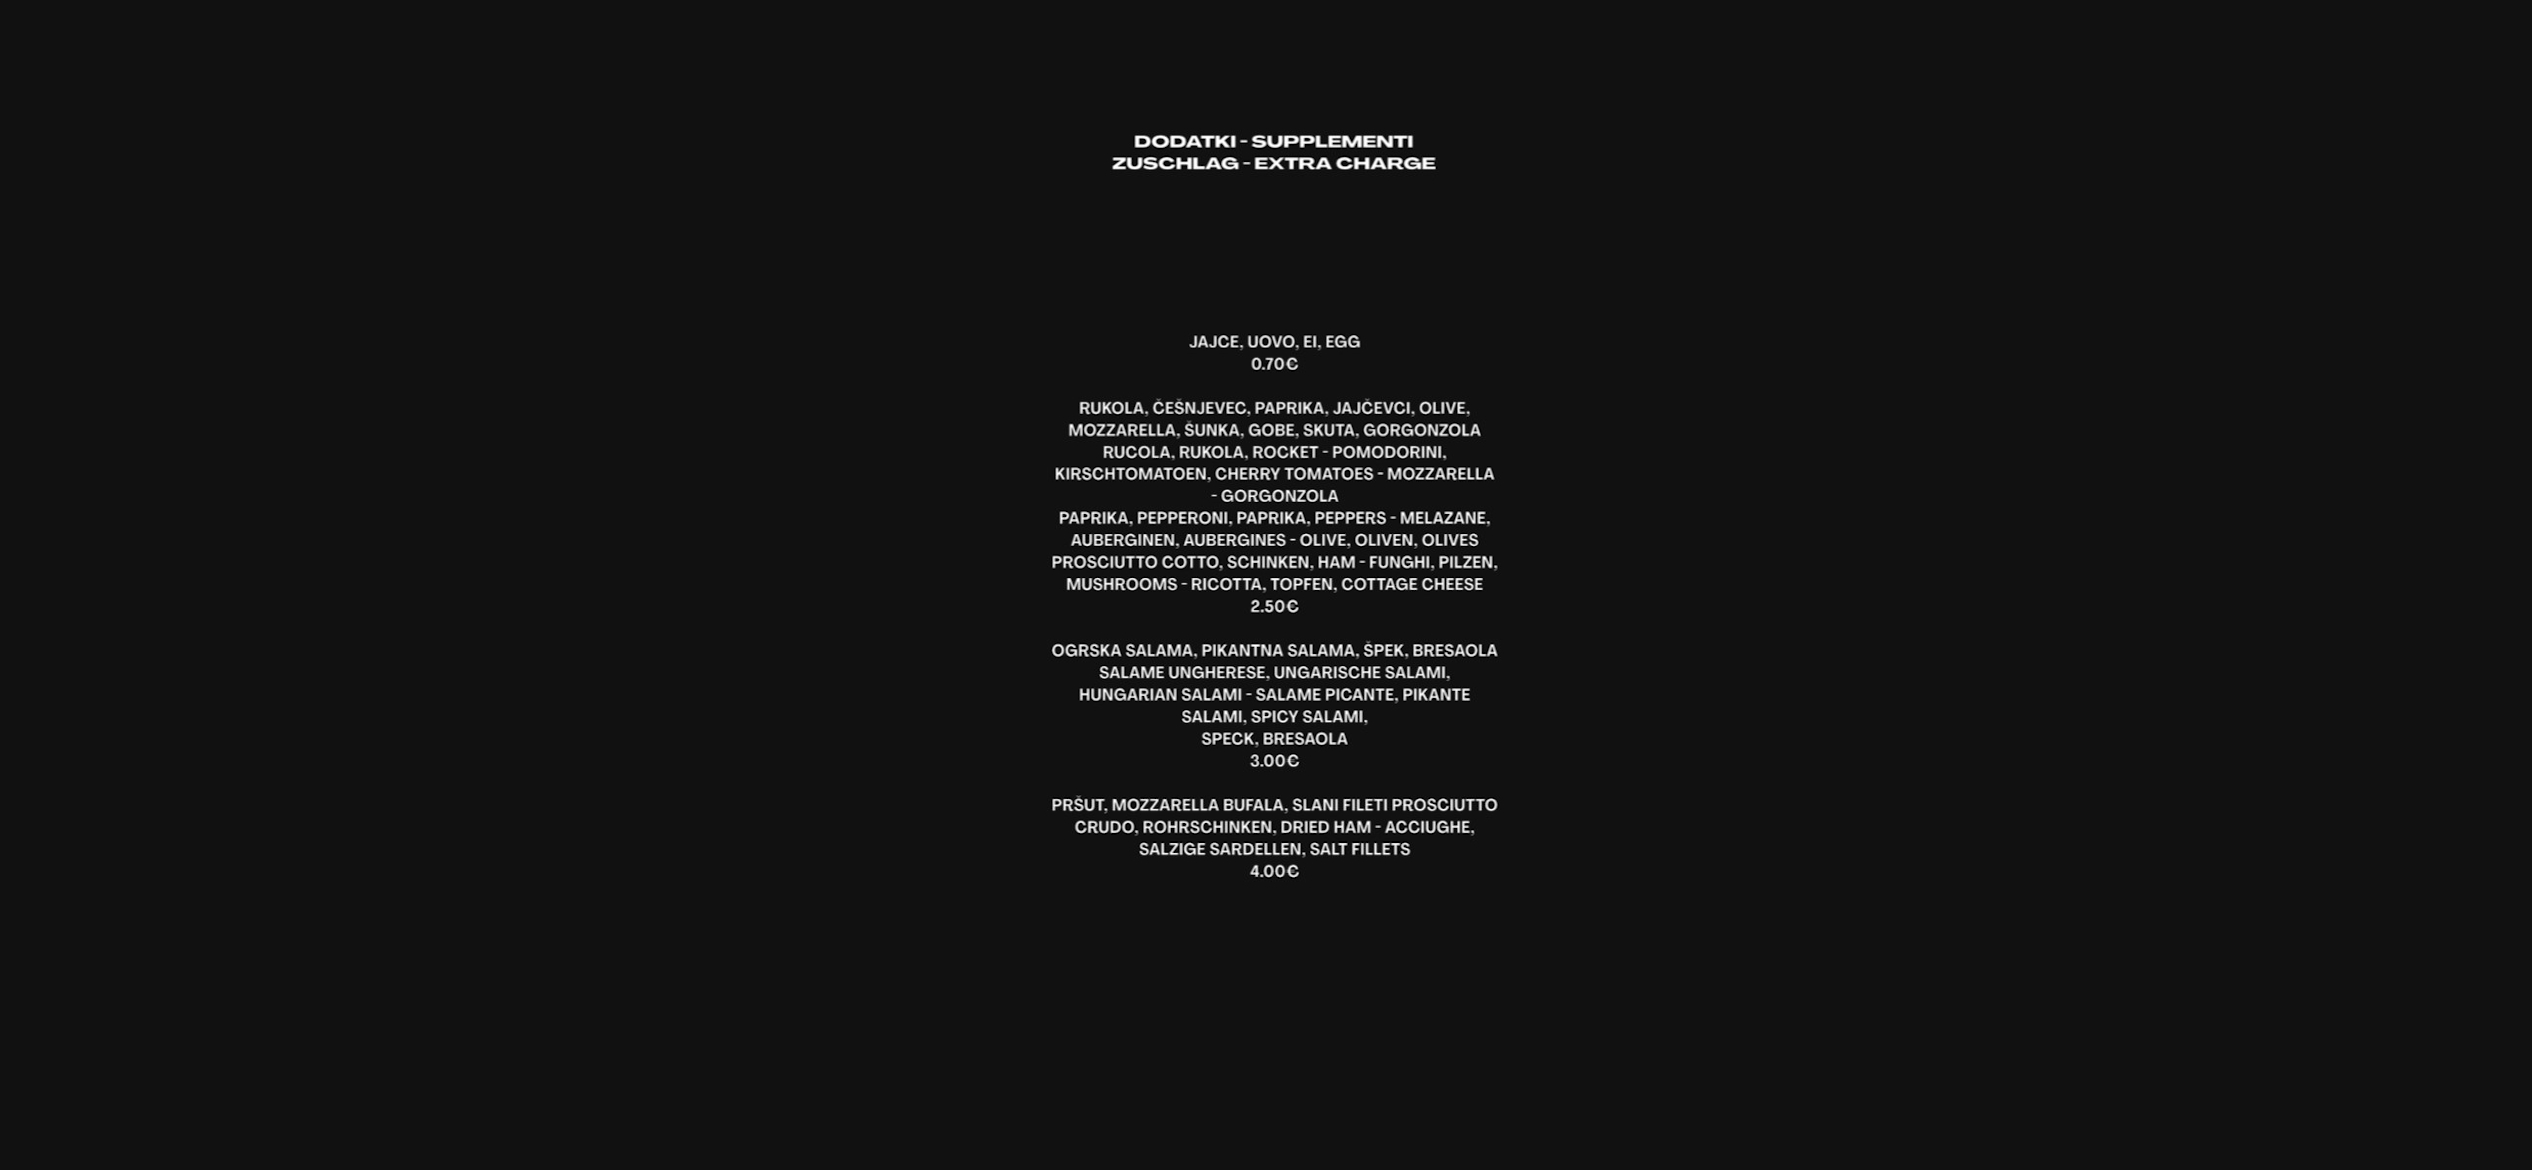 DODATKI - SUPPLEMENTI
ZUSCHLAG - EXTRA CHARGE
JAJCE, UOVO, EI, EGG
0.70€
RUKOLA, ČEŠNJEVEC, PAPRIKA, JAJČEVCI, OLIVE,
MOZZARELLA, ŠUNKA, GOBE, SKUTA, GORGONZOLA
RUCOLA, RUKOLA, ROCKET - POMODORINI,
KIRSCHTOMATOEN, CHERRY TOMATOES - MOZZARELLA
- GORGONZOLA
PAPRIKA, PEPPERONI, PAPRIKA, PEPPERS - MELAZANE,
AUBERGINEN, AUBERGINES - OLIVE, OLIVEN, OLIVES
PROSCIUTTO COTTO, SCHINKEN, HAM - FUNGHI, PILZEN,
MUSHROOMS - RICOTTA, TOPFEN, COTTAGE CHEESE
2.50€
OGRSKA SALAMA, PIKANTNA SALAMA, ŠPEK, BRESAOLA
SALAME UNGHERESE, UNGARISCHE SALAMI,
HUNGARIAN SALAMI - SALAME PICANTE, PIKANTE
SALAMI, SPICY SALAMI,
SPECK, BRESAOLA
3.00€
PRŠUT, MOZZARELLA BUFALA, SLANI FILETI PROSCIUTTO
CRUDO, ROHRSCHINKEN, DRIED HAM - ACCIUGHE,
SALZIGE SARDELLEN, SALT FILLETS
4.00€